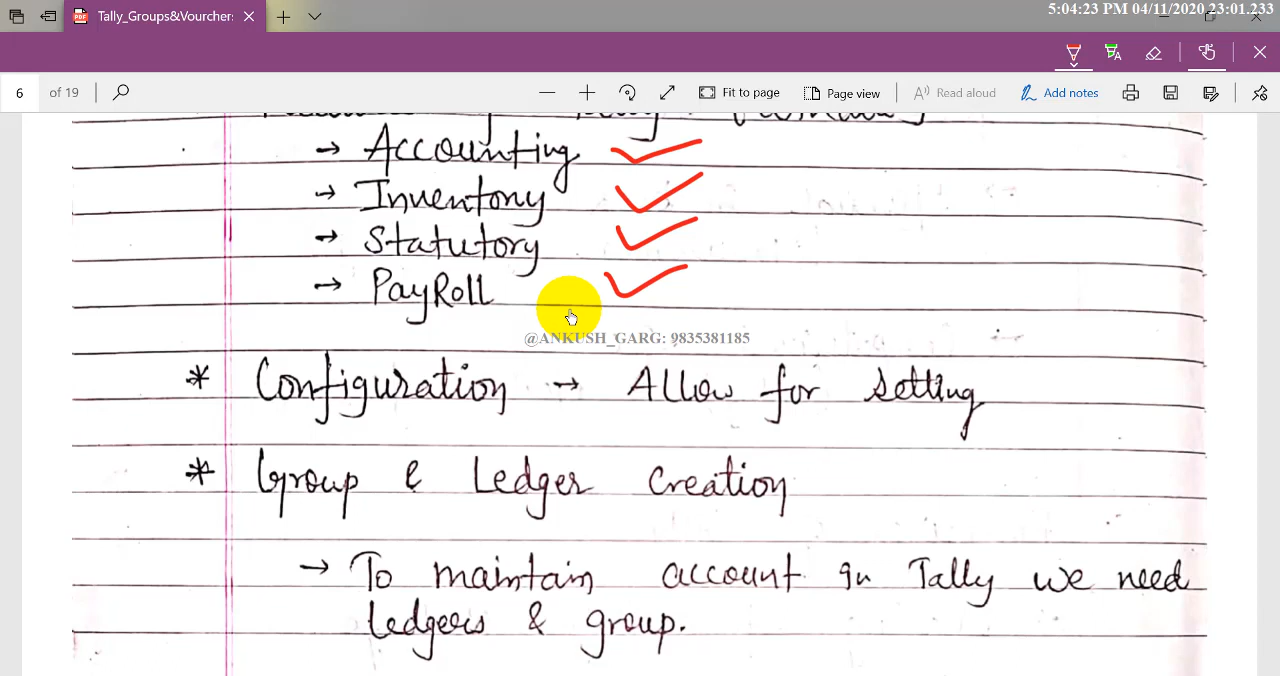 Tally_Groups&Vourchers
5:04:23 PM 04/11/2020 23:01.233
6 of 19
Fit to page
Page view
Read aloud
Add notes
→ Accounting
→ Inventory
→ Statutory
→ PayRoll
@ANKUSH_GARG: 9835381185
* Configuration → Allow for setting
* Group & Ledger Creation
→ To maintain account in Tally we need
ledgers & group.